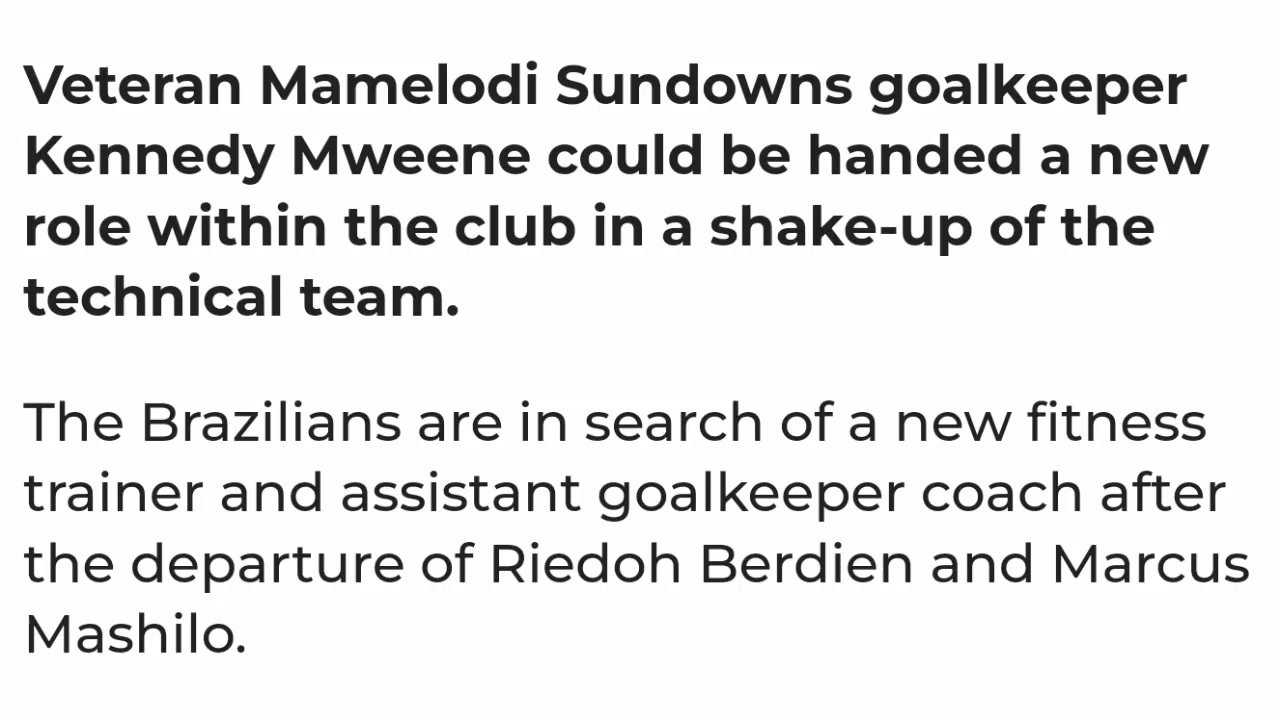 Veteran Mamelodi Sundowns goalkeeper
Kennedy Mweene could be handed a new
role within the club in a shake-up of the
technical team.
The Brazilians are in search of a new fitness
trainer and assistant goalkeeper coach after
the departure of Riedoh Berdien and Marcus
Mashilo.